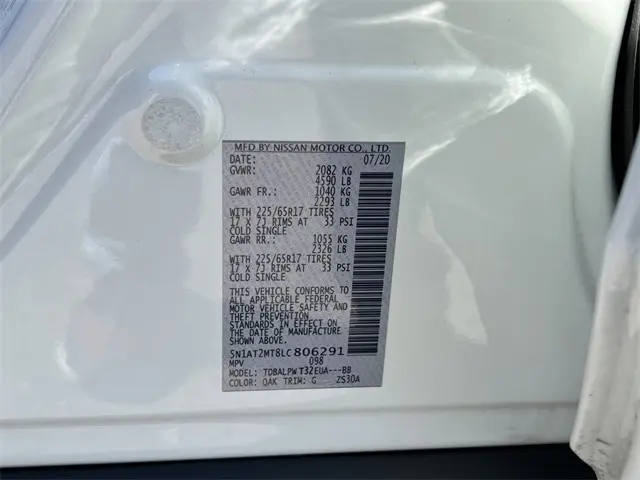 MFD BY NISSAN MOTOR CO., LTD.
DATE: 07/20
GVWR: 2082 KG
4590 LB
GAWR FR.: 1040 KG
2293 LB
WITH 225/65R17 TIRES
17 X 7J RIMS AT 33 PSI
COLD SINGLE
GAWR RR.: 1055 KG
2326 LB
WITH 225/65R17 TIRES
17 X 7J RIMS AT 33 PSI
COLD SINGLE
THIS VEHICLE CONFORMS TO
ALL APPLICABLE FEDERAL
MOTOR VEHICLE SAFETY AND
THEFT PREVENTION
STANDARDS IN EFFECT ON
THE DATE OF MANUFACTURE
SHOWN ABOVE.
5N1AT2MT8LC806291
MPV 098
MODEL: TDBALPWT32EUA---BB
COLOR: QAK TRIM: G ZS30A